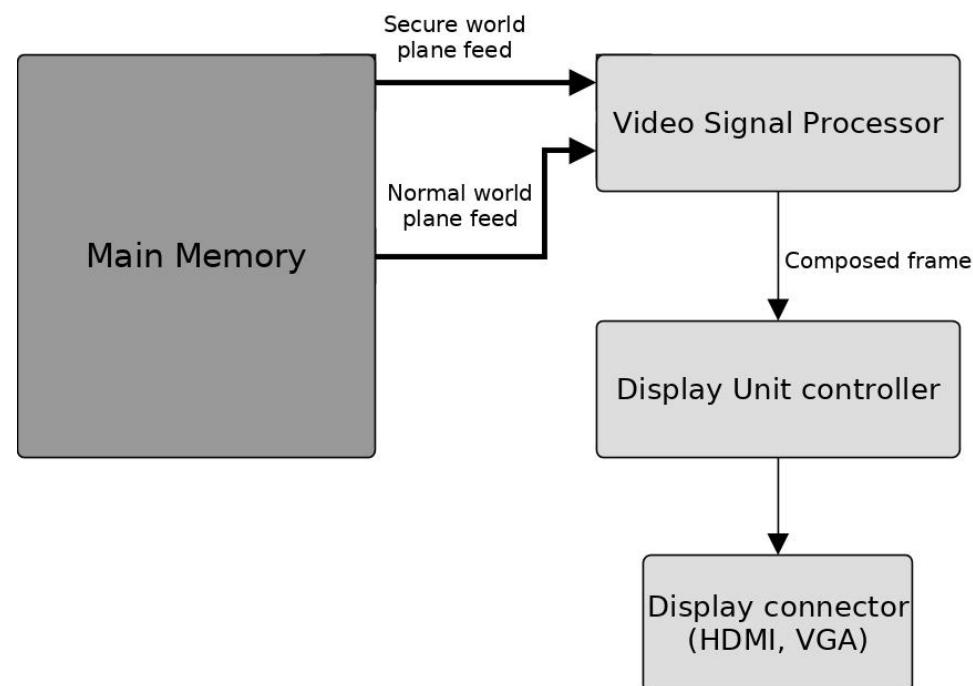 Secure world
plane feed
Video Signal Processor
Normal world
plane feed
Main Memory
Composed frame
Display Unit controller
Display connector
(HDMI, VGA)